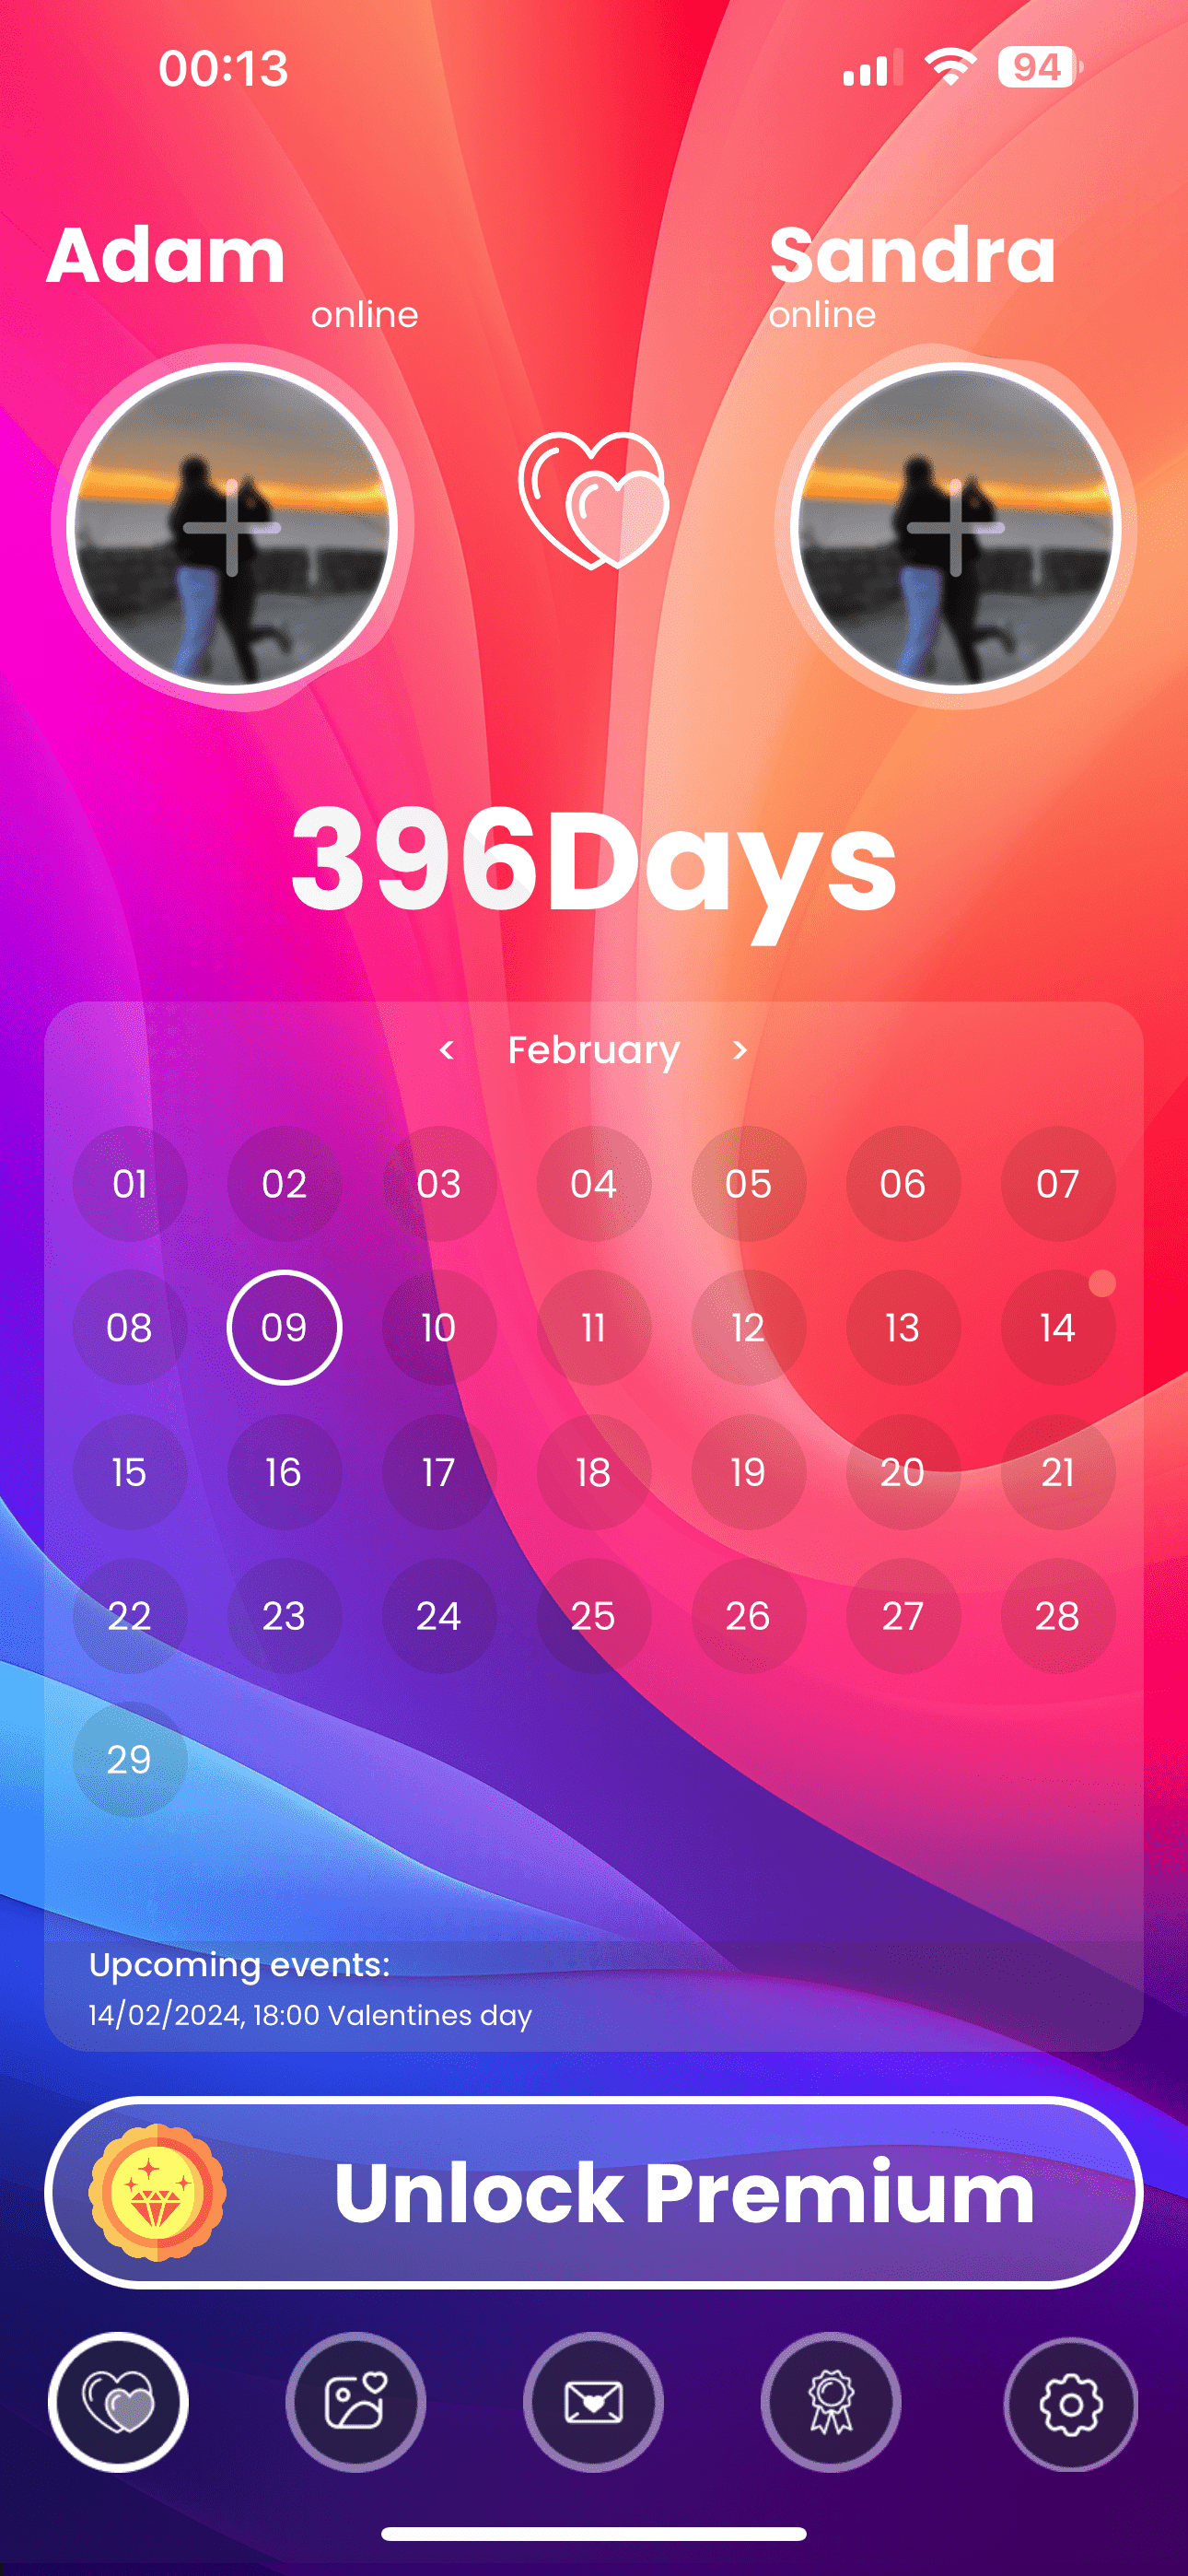 00:13 94
Adam Sandra
online online
396Days
< February >
01 02 03 04 05 06 07
08 09 10 11 12 13 14
15 16 17 18 19 20 21
22 23 24 25 26 27 28
29
Upcoming events:
14/02/2024, 18:00 Valentines day
Unlock Premium